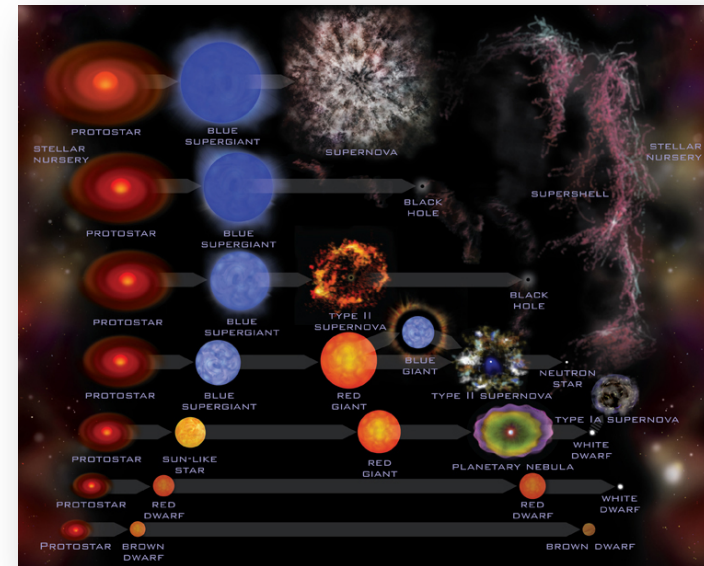 PROTOSTAR
BLUE
SUPERGIANT
SUPERNOVA
STELLAR
NURSERY
STELLAR
NURSERY
SUPERSHELL
PROTOSTAR
BLUE
SUPERGIANT
BLACK
HOLE
PROTOSTAR
BLUE
SUPERGIANT
TYPE II
SUPERNOVA
BLACK
HOLE
PROTOSTAR
BLUE
SUPERGIANT
RED
GIANT
BLUE
GIANT
TYPE II SUPERNOVA
NEUTRON
STAR
TYPE IA SUPERNOVA
PROTOSTAR
SUN-LIKE
STAR
RED
GIANT
PLANETARY NEBULA
WHITE
DWARF
PROTOSTAR
RED
DWARF
RED
DWARF
WHITE
DWARF
PROTOSTAR
BROWN
DWARF
BROWN DWARF